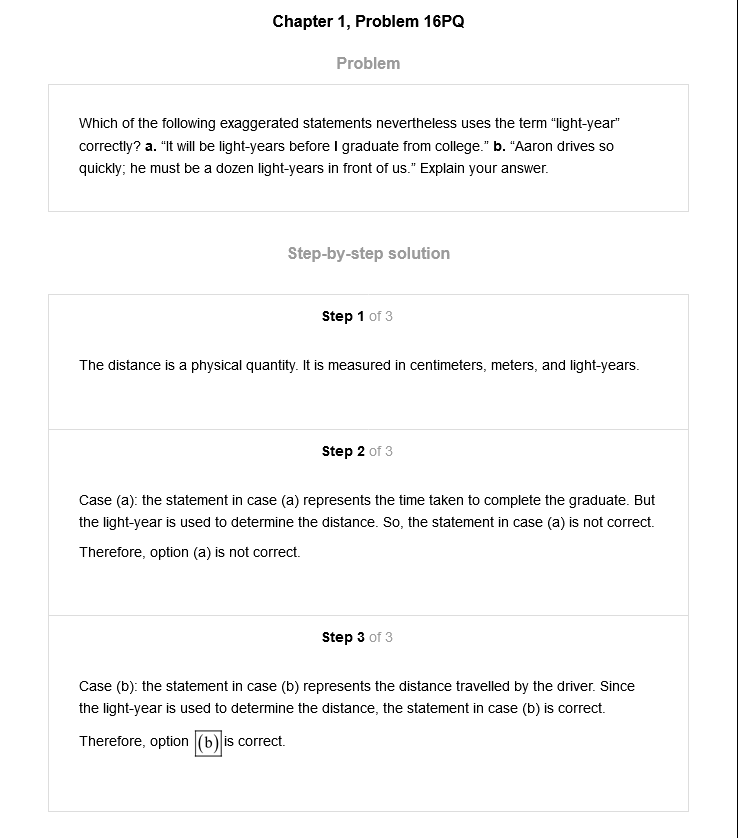 Chapter 1, Problem 16PQ
Problem
Which of the following exaggerated statements nevertheless uses the term “light-year”
correctly? a. “It will be light-years before I graduate from college.” b. “Aaron drives so
quickly; he must be a dozen light-years in front of us.” Explain your answer.
Step-by-step solution
Step 1 of 3
The distance is a physical quantity. It is measured in centimeters, meters, and light-years.
Step 2 of 3
Case (a): the statement in case (a) represents the time taken to complete the graduate. But
the light-year is used to determine the distance. So, the statement in case (a) is not correct.
Therefore, option (a) is not correct.
Step 3 of 3
Case (b): the statement in case (b) represents the distance travelled by the driver. Since
the light-year is used to determine the distance, the statement in case (b) is correct.
Therefore, option (b) is correct.